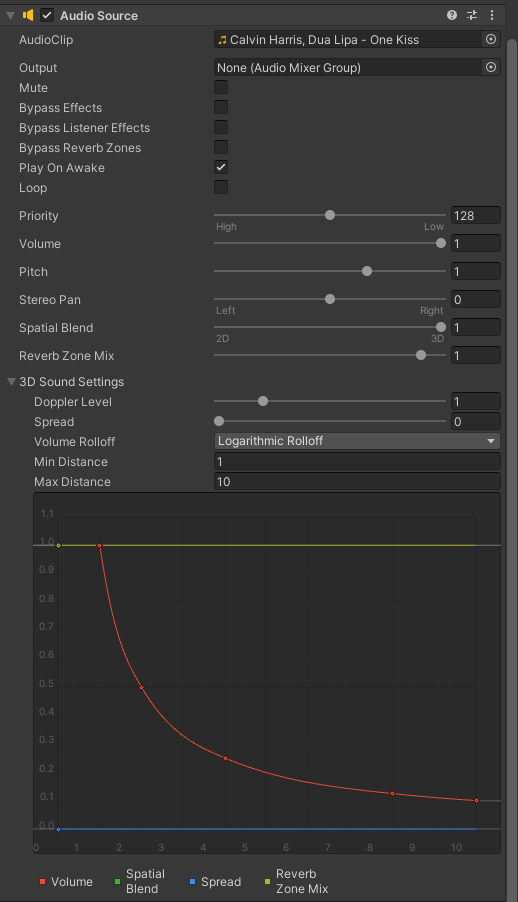 Audio Source
AudioClip Calvin Harris, Dua Lipa - One Kiss
Output None (Audio Mixer Group)
Mute
Bypass Effects
Bypass Listener Effects
Bypass Reverb Zones
Play On Awake
Loop
Priority 128
High Low
Volume 1
Pitch 1
Stereo Pan 0
Left Right
Spatial Blend 1
2D 3D
Reverb Zone Mix 1
3D Sound Settings
Doppler Level 1
Spread 0
Volume Rolloff Logarithmic Rolloff
Min Distance 1
Max Distance 10
1.1
1.0
0.9
0.8
0.7
0.6
0.5
0.4
0.3
0.2
0.1
0.0
0 1 2 3 4 5 6 7 8 9 10
Volume Spatial Blend Spread Reverb Zone Mix